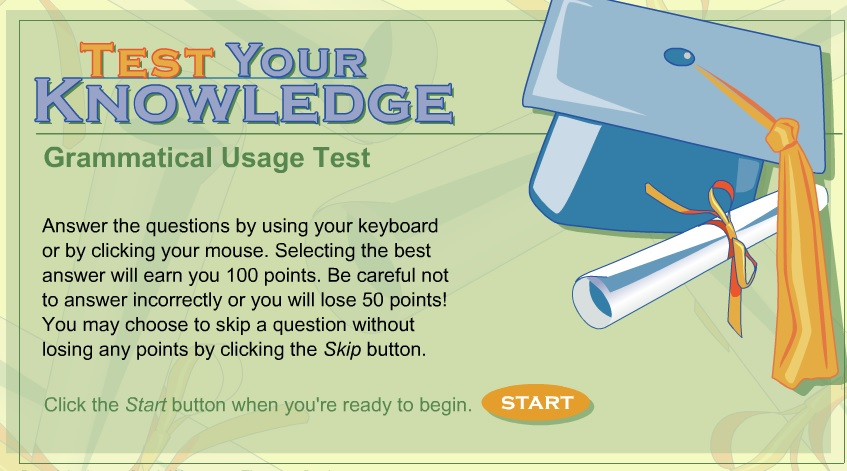 TEST YOUR
KNOWLEDGE
Grammatical Usage Test
Answer the questions by using your keyboard
or by clicking your mouse. Selecting the best
answer will earn you 100 points. Be careful not
to answer incorrectly or you will lose 50 points!
You may choose to skip a question without
losing any points by clicking the Skip button.
Click the Start button when you're ready to begin.
START